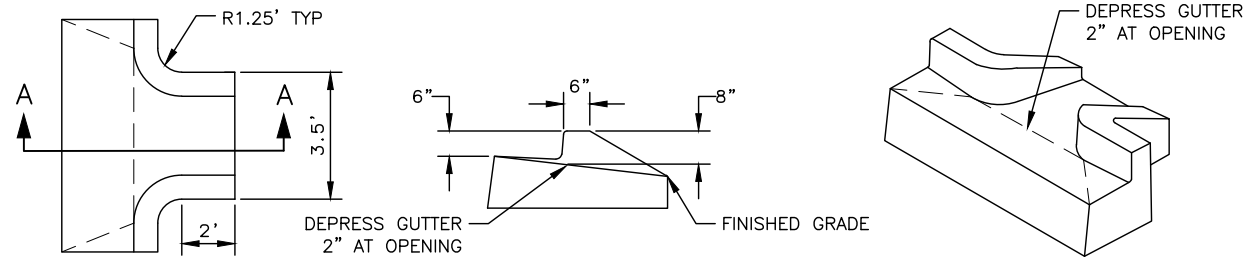 R1.25' TYP
A
A
3.5'
2'
6"
6"
8"
DEPRESS GUTTER
2" AT OPENING
FINISHED GRADE
DEPRESS GUTTER
2" AT OPENING